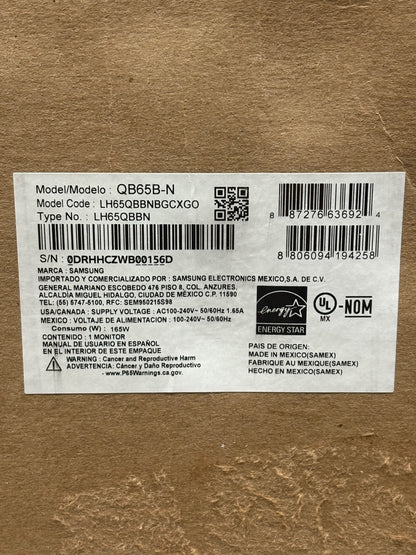 Model/Modelo : QB65B-N
Model Code : LH65QBBNBGCXGO
Type No. : LH65QBBN
8 87276 63692 4
8 806094 194258
S/N : 0DRHHCZWB00156D
MARCA : SAMSUNG
IMPORTADO Y COMERCIALIZADO POR : SAMSUNG ELECTRONICS MEXICO,S.A. DE C.V.
GENERAL MARIANO ESCOBEDO 476 PISO 8, COL. ANZURES.
ALCALDÍA MIGUEL HIDALGO, CIUDAD DE MÉXICO C.P. 11590
TEL: (55) 6747-5100, RFC: SEM950215S98
USA/CANADA : SUPPLY VOLTAGE : AC100-240V~ 50/60Hz 1.65A
MEXICO : VOLTAJE DE ALIMENTACION : 100-240V~ 50/60Hz
Consumo (W) : 165W
CONTENIDO : 1 MONITOR
MANUAL DE USUARIO EN ESPAÑOL
EN EL INTERIOR DE ESTE EMPAQUE
WARNING: Cancer and Reproductive Harm
ADVERTENCIA: Cáncer y Daño Reproductivo
- www.P65Warnings.ca.gov.
energy
ENERGY STAR
UL
MX
-NOM
PAIS DE ORIGEN:
MADE IN MEXICO(SAMEX)
FABRIQUE AU MEXIQUE(SAMEX)
HECHO EN MEXICO(SAMEX)